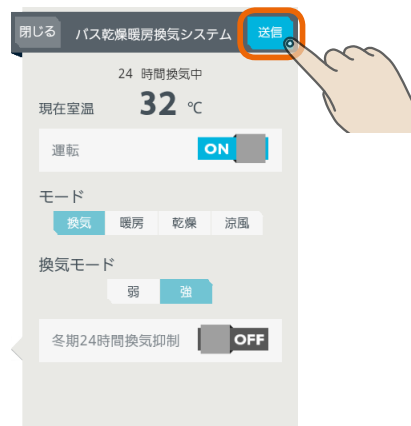 閉じる バス乾燥暖房換気システム 送信
24 時間換気中
現在室温 32 ℃
運転 ON
モード
換気 暖房 乾燥 涼風
換気モード
弱 強
冬期24時間換気抑制 OFF